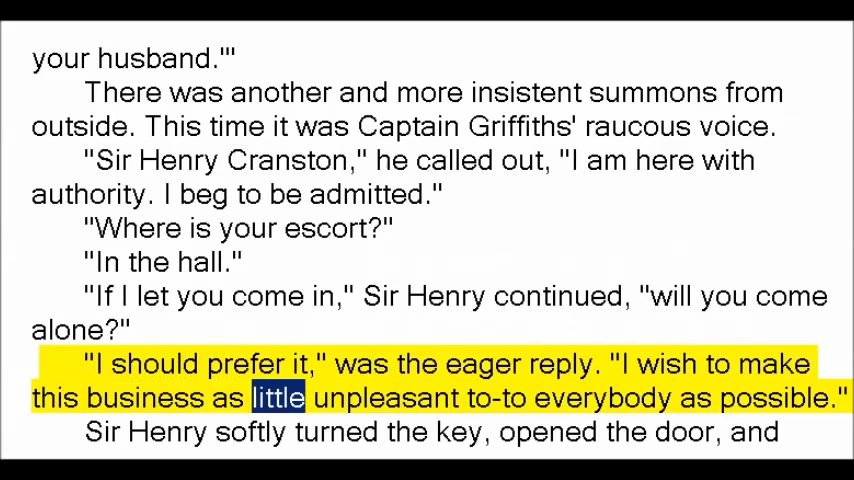 your husband.'"
There was another and more insistent summons from
outside. This time it was Captain Griffiths' raucous voice.
"Sir Henry Cranston," he called out, "I am here with
authority. I beg to be admitted."
"Where is your escort?"
"In the hall."
"If I let you come in," Sir Henry continued, "will you come
alone?"
"I should prefer it," was the eager reply. "I wish to make
this business as little unpleasant to-to everybody as possible."
Sir Henry softly turned the key, opened the door, and